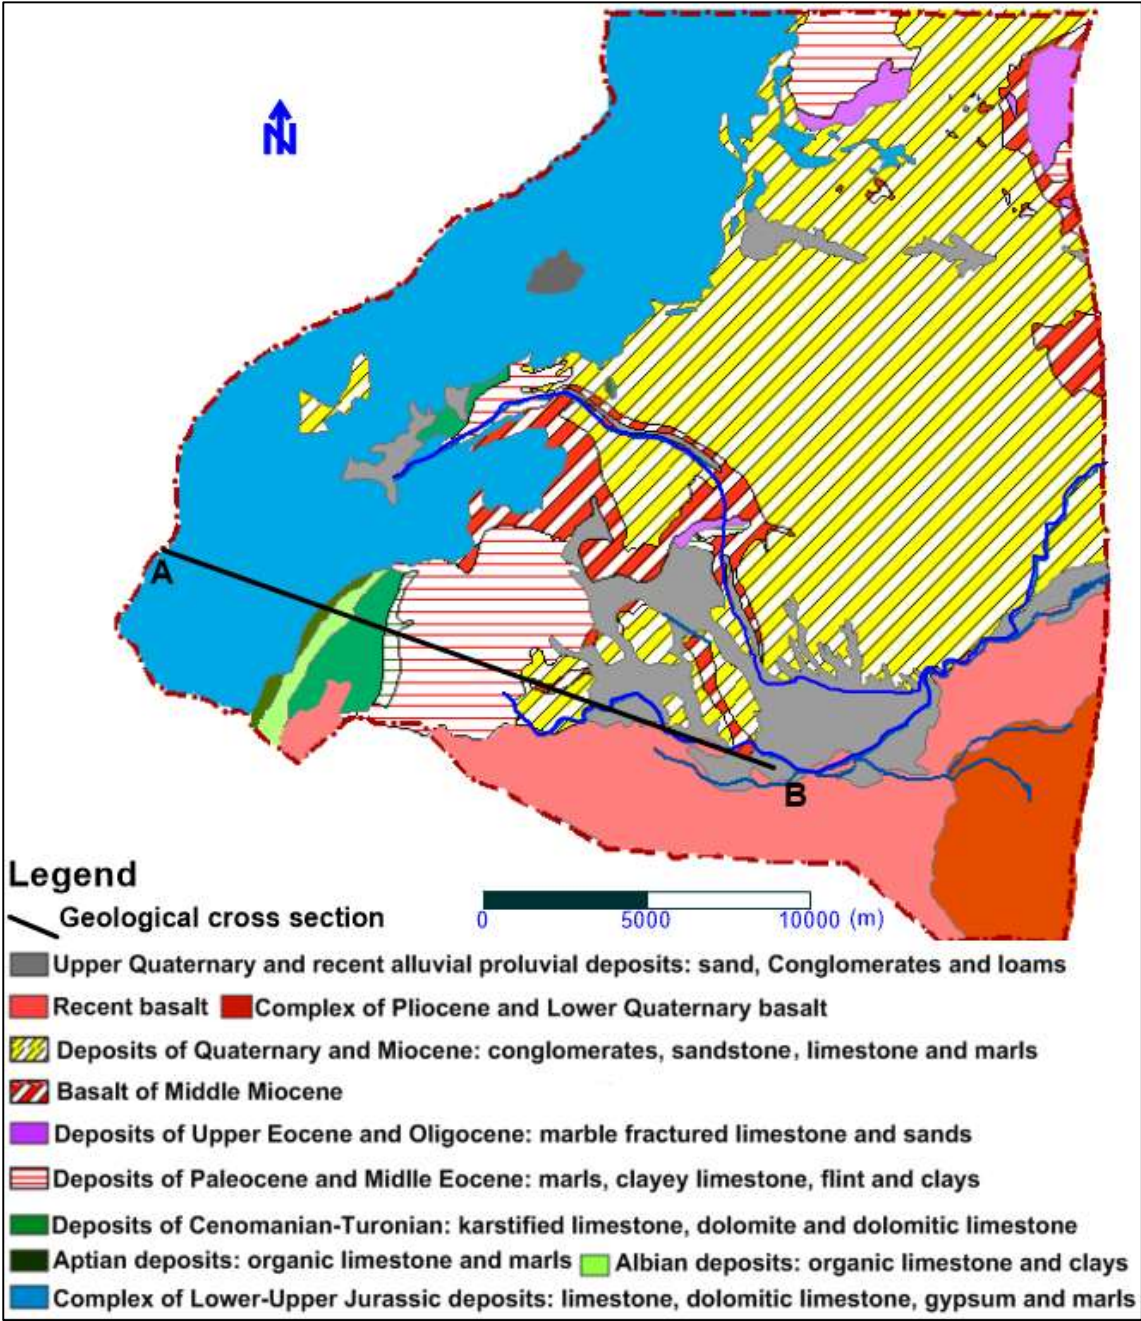 N
A
B
Legend
Geological cross section
0 5000 10000 (m)
Upper Quaternary and recent alluvial proluvial deposits: sand, Conglomerates and loams
Recent basalt Complex of Pliocene and Lower Quaternary basalt
Deposits of Quaternary and Miocene: conglomerates, sandstone, limestone and marls
Basalt of Middle Miocene
Deposits of Upper Eocene and Oligocene: marble fractured limestone and sands
Deposits of Paleocene and Midlle Eocene: marls, clayey limestone, flint and clays
Deposits of Cenomanian-Turonian: karstified limestone, dolomite and dolomitic limestone
Aptian deposits: organic limestone and marls Albian deposits: organic limestone and clays
Complex of Lower-Upper Jurassic deposits: limestone, dolomitic limestone, gypsum and marls